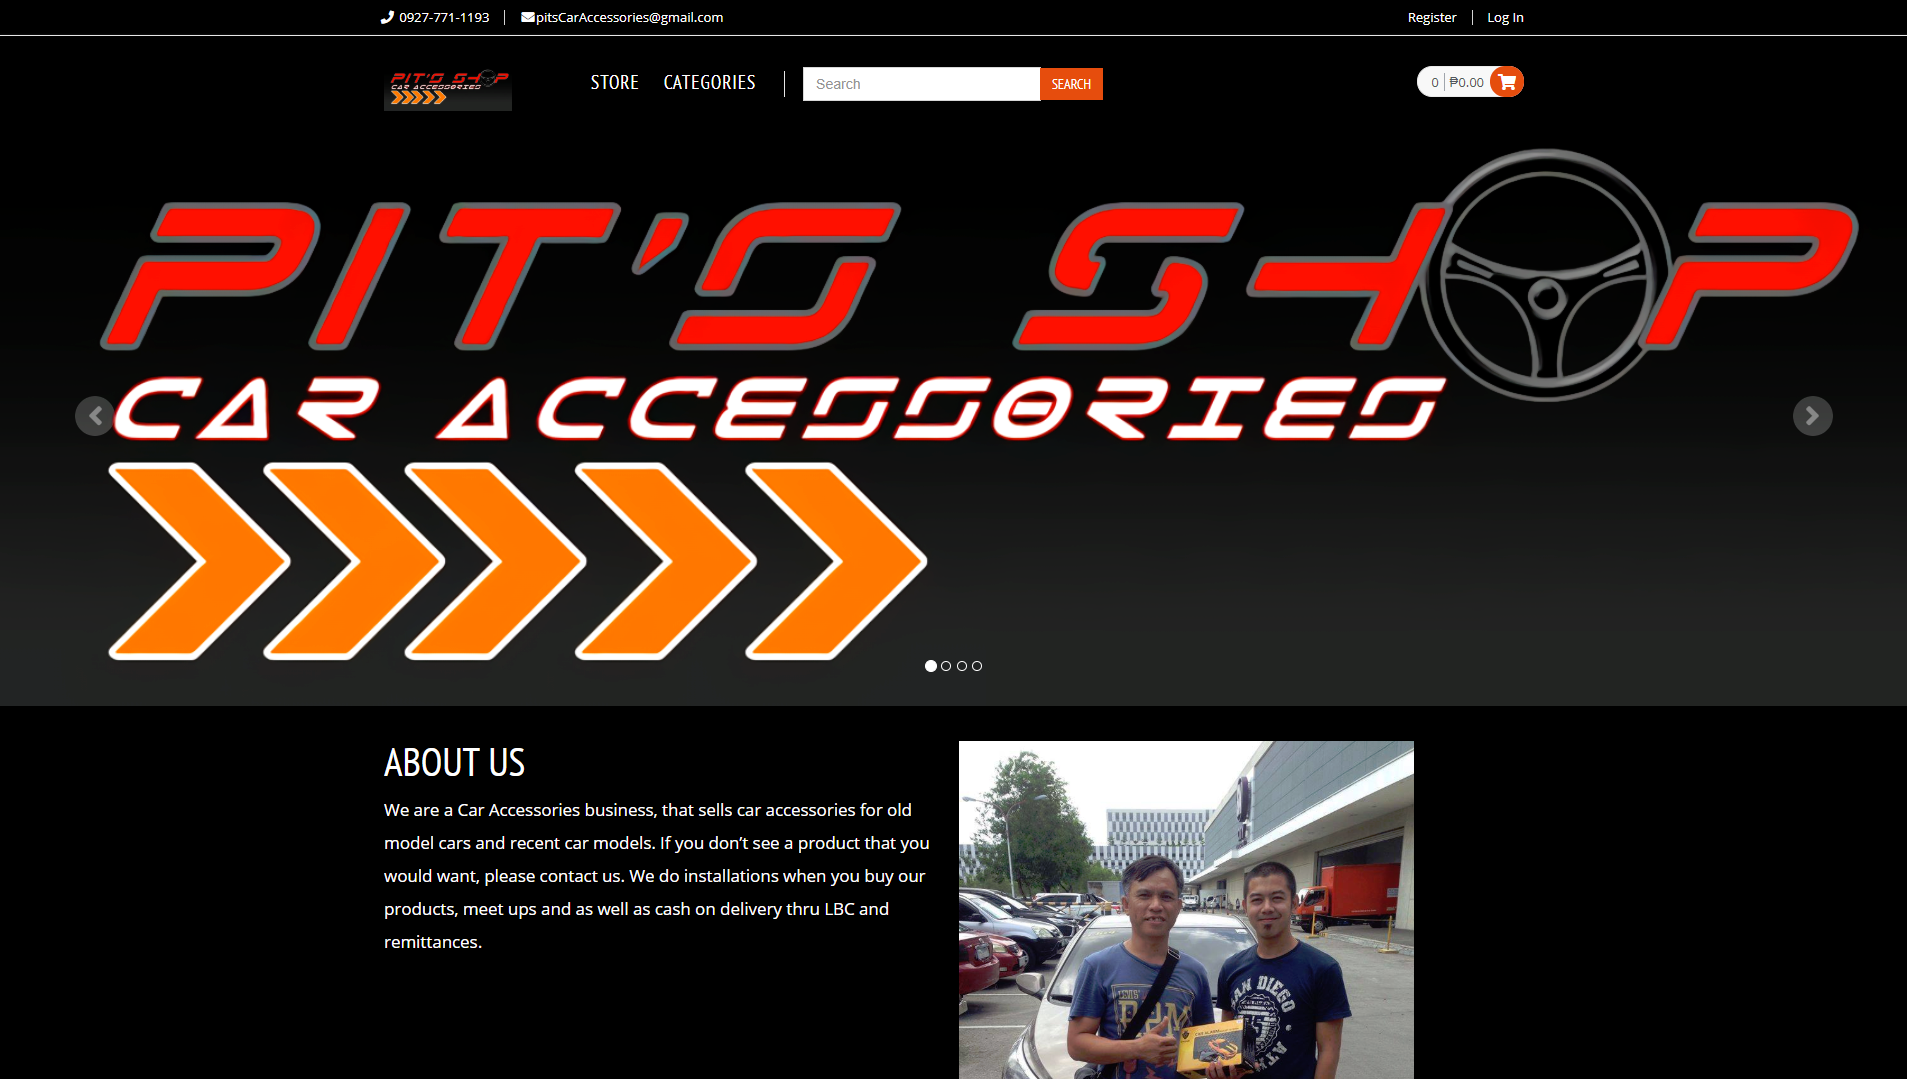 0927-771-1193
pitsCarAccessories@gmail.com
Register
Log In
PIT'S SHOP
CAR ACCESSORIES
STORE
CATEGORIES
Search
SEARCH
0
₱0.00
PIT'S SHOP
CAR ACCESSORIES
ABOUT US
We are a Car Accessories business, that sells car accessories for old
model cars and recent car models. If you don’t see a product that you
would want, please contact us. We do installations when you buy our
products, meet ups and as well as cash on delivery thru LBC and
remittances.
SAN DIEGO
CAR ALARM